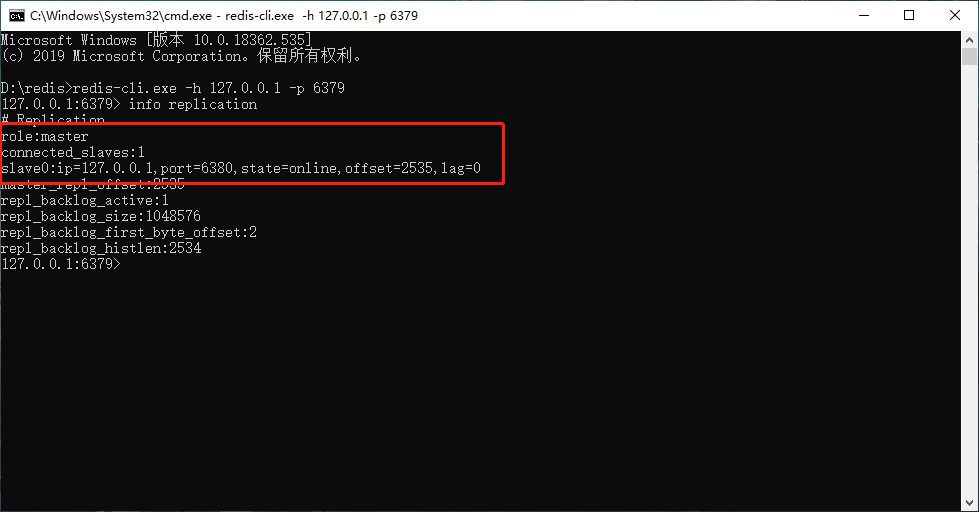 C:\Windows\System32\cmd.exe - redis-cli.exe -h 127.0.0.1 -p 6379
Microsoft Windows [版本 10.0.18362.535]
(c) 2019 Microsoft Corporation。保留所有权利。
D:\redis>redis-cli.exe -h 127.0.0.1 -p 6379
127.0.0.1:6379> info replication
# Replication
role:master
connected_slaves:1
slave0:ip=127.0.0.1,port=6380,state=online,offset=2535,lag=0
master_repl_offset:2535
repl_backlog_active:1
repl_backlog_size:1048576
repl_backlog_first_byte_offset:2
repl_backlog_histlen:2534
127.0.0.1:6379>